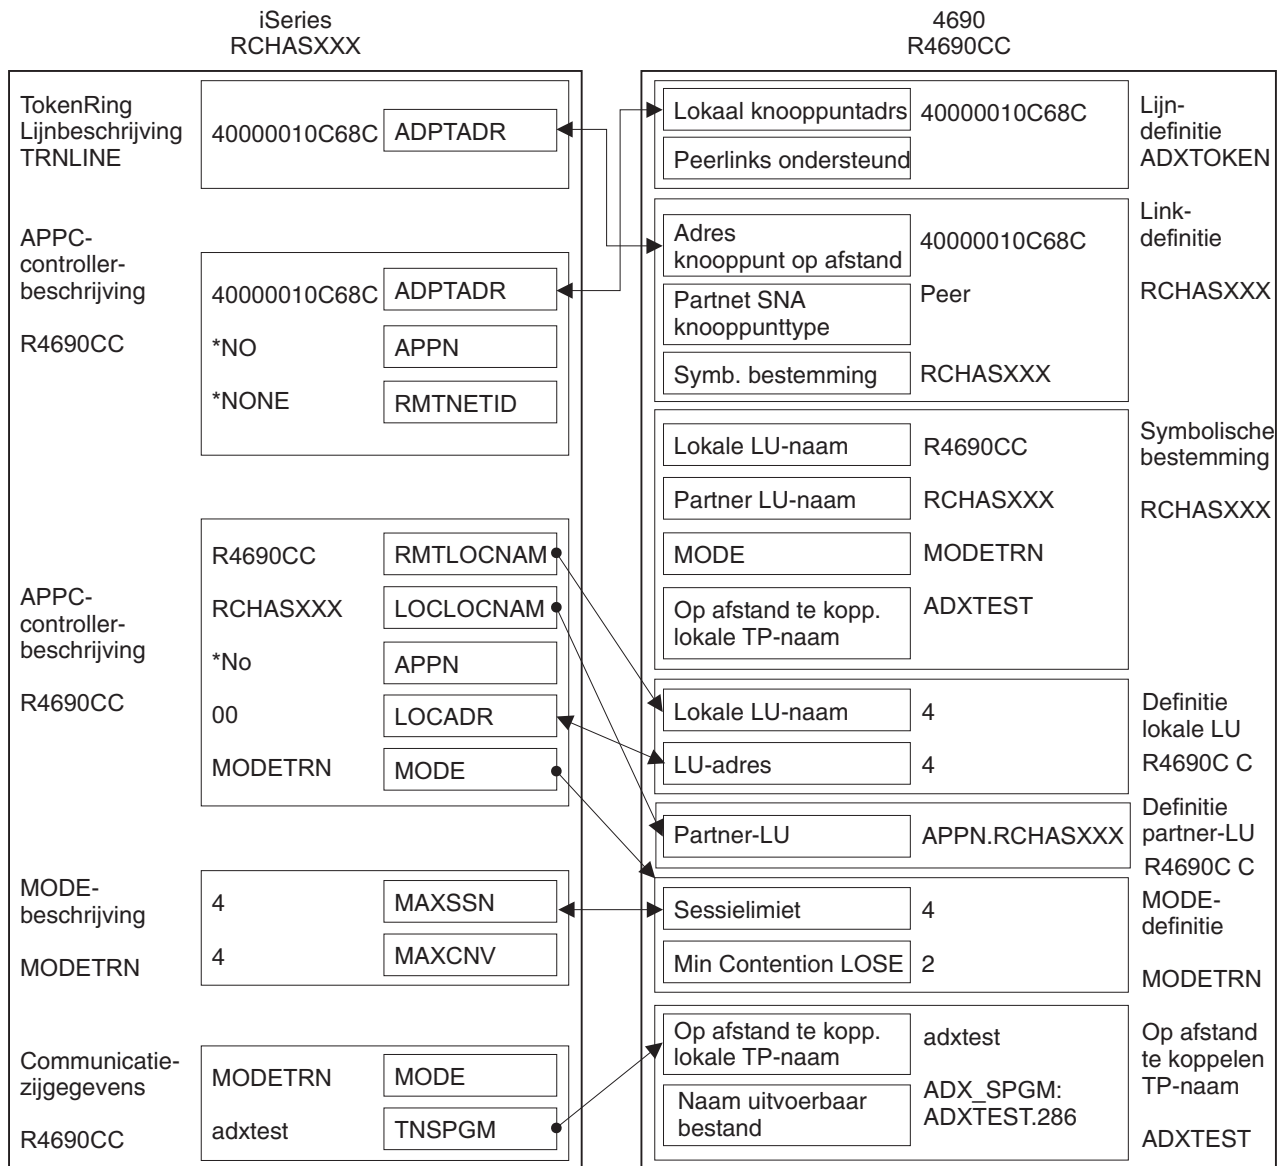 iSeries
RCHASXXX
TokenRing
Lijnbeschrijving
TRNLINE
40000010C68C ADPTADR
APPC-
controller-
beschrijving
R4690CC
40000010C68C ADPTADR
*NO APPN
*NONE RMTNETID
APPC-
controller-
beschrijving
R4690CC
R4690CC RMTLOCNAM
RCHASXXX LOCLOCNAM
*No APPN
00 LOCADR
MODETRN MODE
MODE-
beschrijving
MODETRN
4 MAXSSN
4 MAXCNV
Communicatie-
zijgegevens
R4690CC
MODETRN MODE
adxtest TNSPGM
4690
R4690CC
Lokaal knooppuntadrs 40000010C68C
Peerlinks ondersteund
Lijn-
definitie
ADXTOKEN
Adres
knooppunt op afstand 40000010C68C
Partnet SNA
knooppunttype Peer
Symb. bestemming RCHASXXX
Link-
definitie
RCHASXXX
Lokale LU-naam R4690CC
Partner LU-naam RCHASXXX
MODE MODETRN
Op afstand te kopp.
lokale TP-naam ADXTEST
Symbolische
bestemming
RCHASXXX
Lokale LU-naam 4
LU-adres 4
Definitie
lokale LU
R4690C C
Partner-LU APPN.RCHASXXX
Definitie
partner-LU
R4690C C
Sessielimiet 4
Min Contention LOSE 2
MODE-
definitie
MODETRN
Op afstand te kopp.
lokale TP-naam adxtest
Naam uitvoerbaar
bestand
ADX_SPGM:
ADXTEST.286
Op afstand
te koppelen
TP-naam
ADXTEST